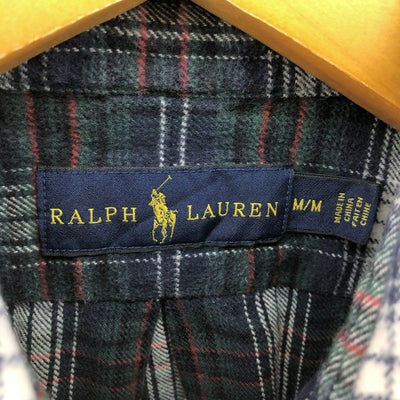 RALPH LAUREN
M/M
MADE IN
CHINA
FAIT EN
CHINE